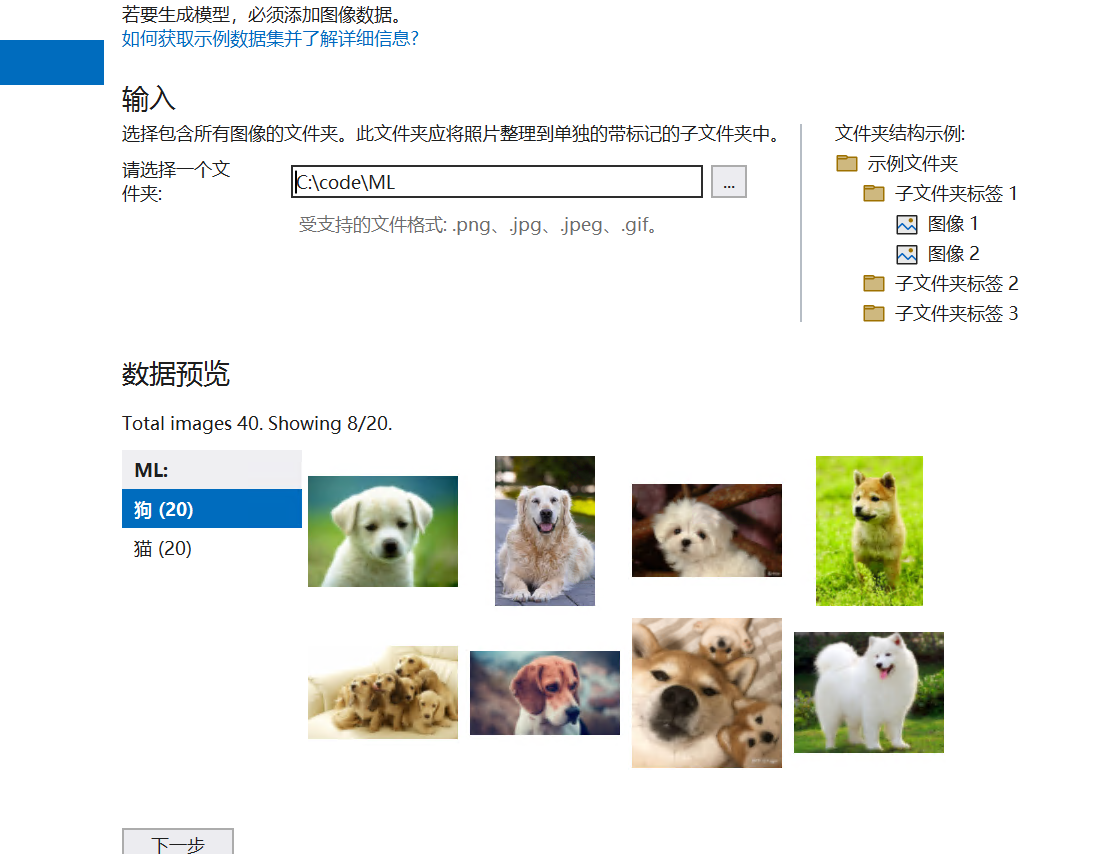 若要生成模型，必须添加图像数据。
如何获取示例数据集并了解详细信息?
输入
选择包含所有图像的文件夹。此文件夹应将照片整理到单独的带标记的子文件夹中。
请选择一个文
件夹:
C:\code\ML
...
受支持的文件格式: .png、.jpg、.jpeg、.gif。
文件夹结构示例:
示例文件夹
子文件夹标签 1
图像 1
图像 2
子文件夹标签 2
子文件夹标签 3
数据预览
Total images 40. Showing 8/20.
ML:
狗 (20)
猫 (20)
下一步